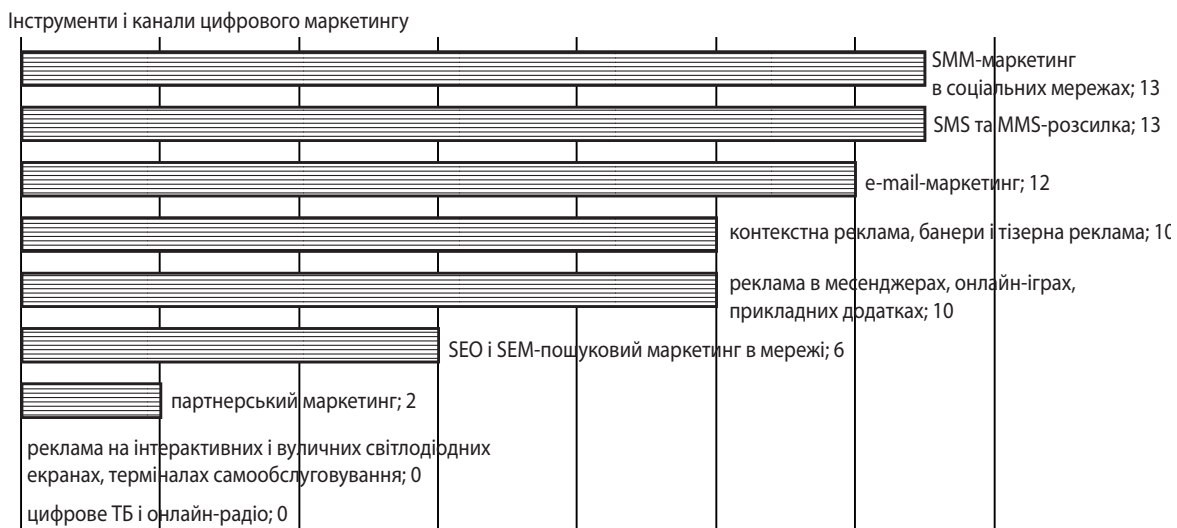 Інструменти і канали цифрового маркетингу
SMM-маркетинг
в соціальних мережах; 13
SMS та MMS-розсилка; 13
e-mail-маркетинг; 12
контекстна реклама, банери і тізерна реклама; 10
реклама в месенджерах, онлайн-іграх,
прикладних додатках; 10
SEO і SEM-пошуковий маркетинг в мережі; 6
партнерський маркетинг; 2
реклама на інтерактивних і вуличних світлодіодних
екранах, терміналах самообслуговування; 0
цифрове ТБ і онлайн-радіо; 0